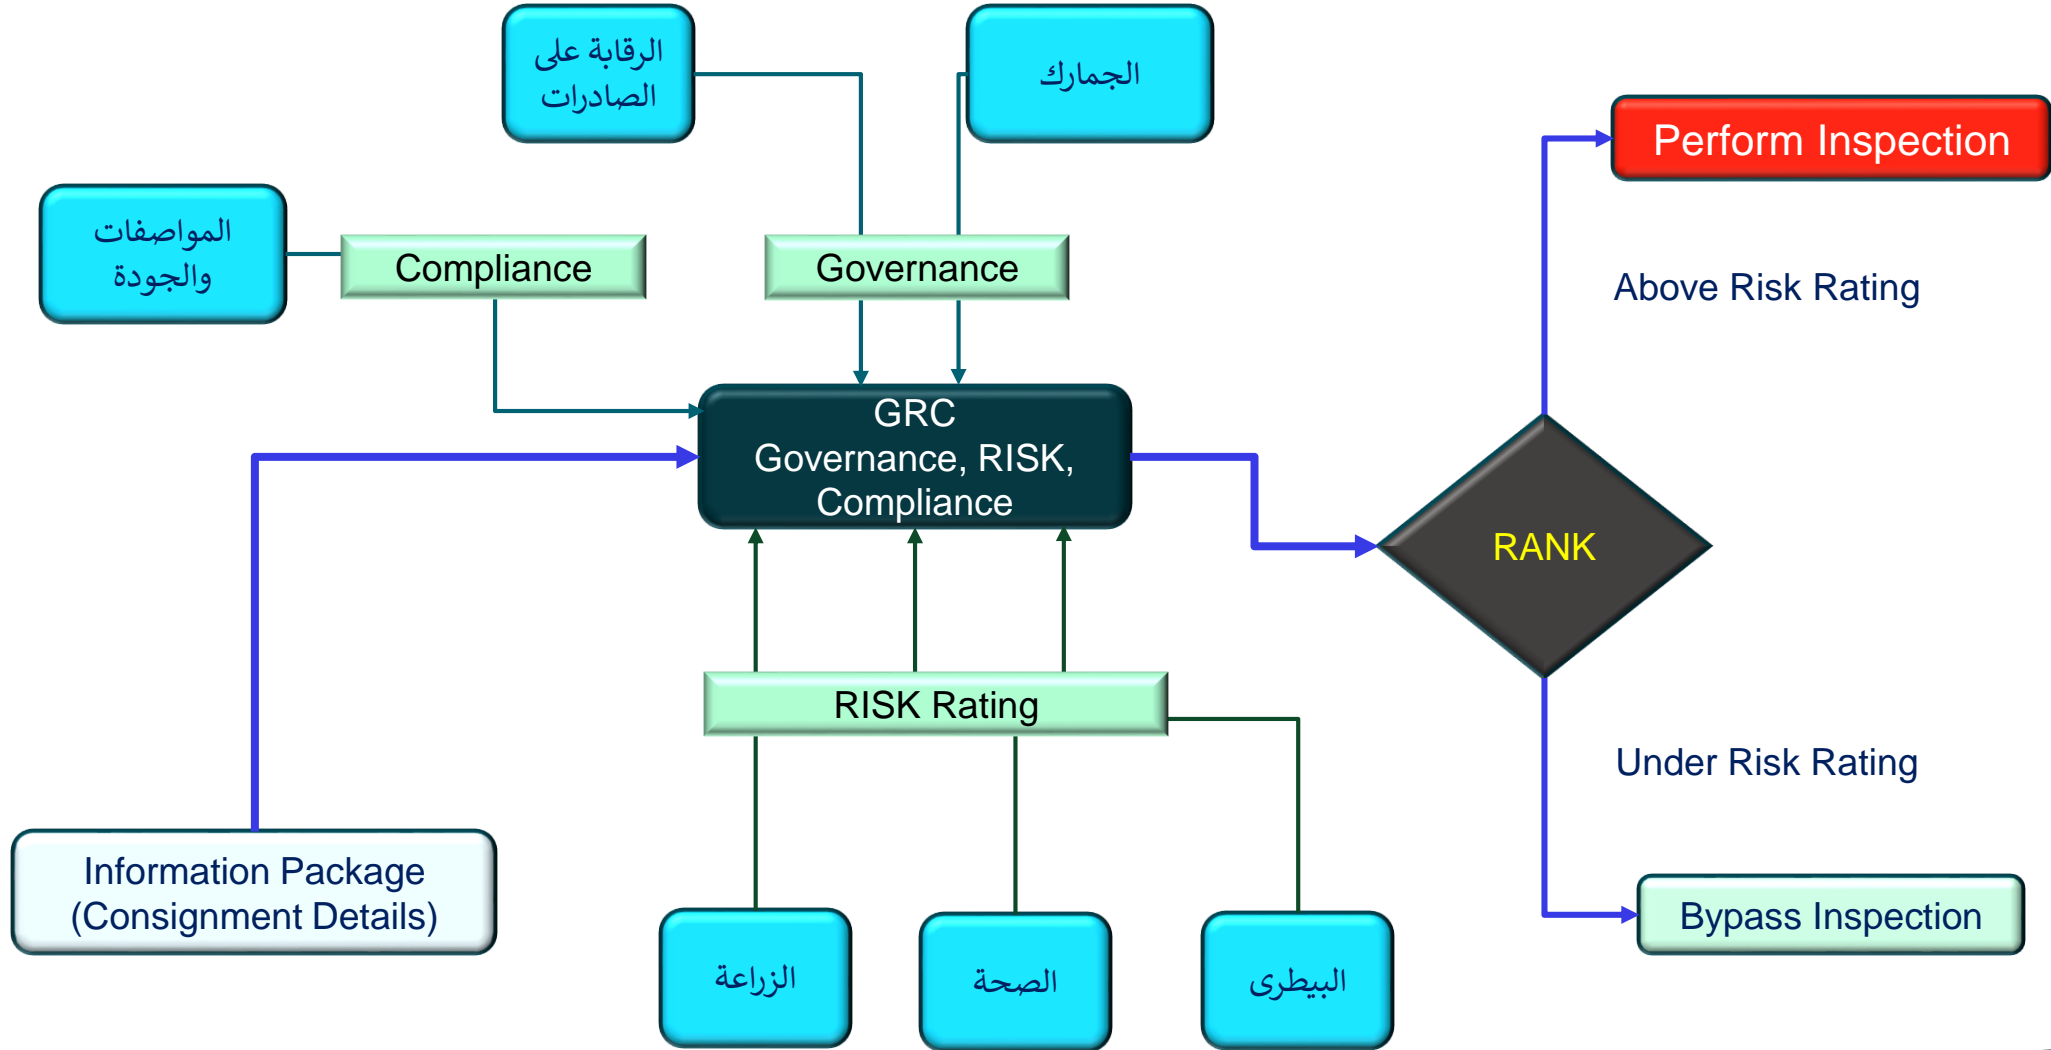 الرقابة على
الصادرات
الجمارك
Perform Inspection
المواصفات
والجودة
Compliance
Governance
Above Risk Rating
GRC
Governance, RISK,
Compliance
RANK
RISK Rating
Under Risk Rating
Information Package
(Consignment Details)
Bypass Inspection
الزراعة
الصحة
البيطرى